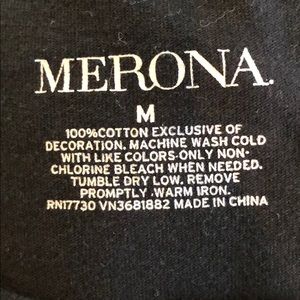 MERONA.
M
100%COTTON EXCLUSIVE OF
DECORATION. MACHINE WASH COLD
WITH LIKE COLORS·ONLY NON-
CHLORINE BLEACH WHEN NEEDED.
TUMBLE DRY LOW. REMOVE
PROMPTLY .WARM IRON.
RN17730 VN3681882 MADE IN CHINA